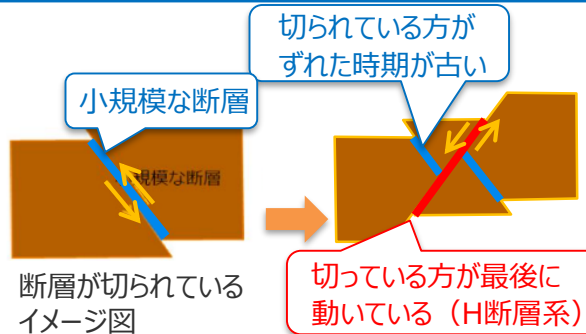 切られている方が
ずれた時期が古い
小規模な断層
小規模な断層
断層が切られている
イメージ図
切っている方が最後に
動いている（H断層系）